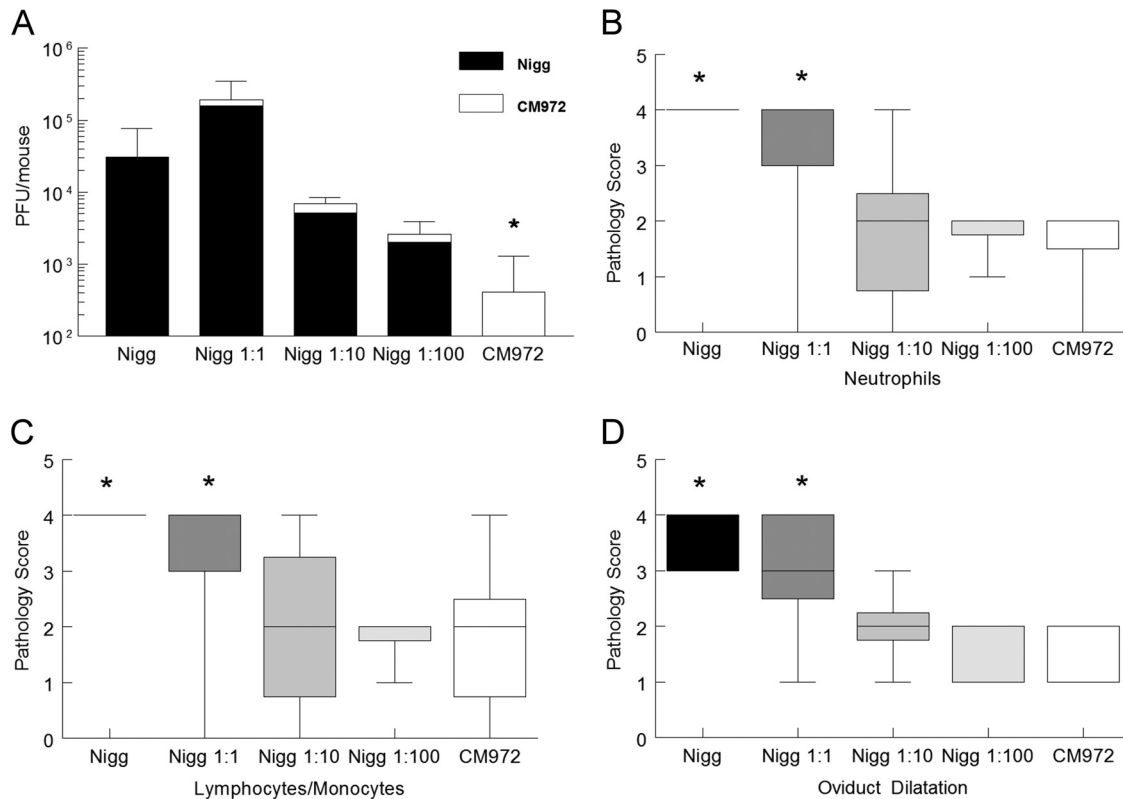 A
PFU/mouse
10^6
10^5
10^4
10^3
10^2
Nigg
CM972
*
Nigg Nigg 1:1 Nigg 1:10 Nigg 1:100 CM972
B
Pathology Score
5
4
3
2
1
0
* *
Nigg Nigg 1:1 Nigg 1:10 Nigg 1:100 CM972
Neutrophils
C
Pathology Score
5
4
3
2
1
0
* *
Nigg Nigg 1:1 Nigg 1:10 Nigg 1:100 CM972
Lymphocytes/Monocytes
D
Pathology Score
5
4
3
2
1
0
* *
Nigg Nigg 1:1 Nigg 1:10 Nigg 1:100 CM972
Oviduct Dilatation